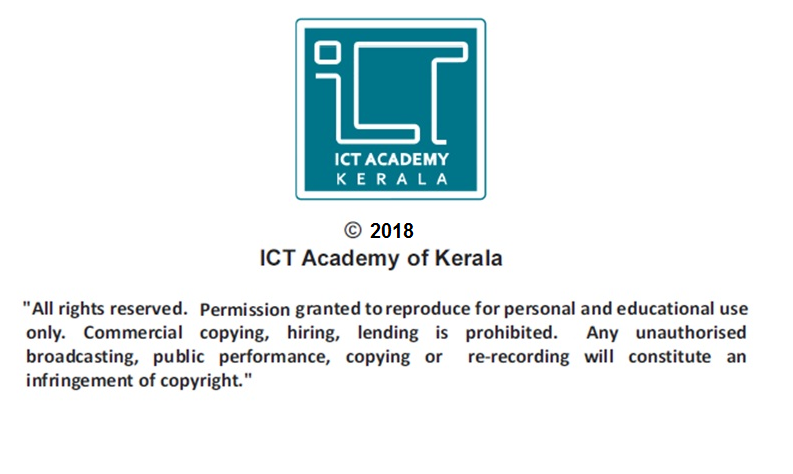 iCT
ICT ACADEMY
KERALA
© 2018
ICT Academy of Kerala
"All rights reserved. Permission granted to reproduce for personal and educational use
only. Commercial copying, hiring, lending is prohibited. Any unauthorised
broadcasting, public performance, copying or re-recording will constitute an
infringement of copyright."